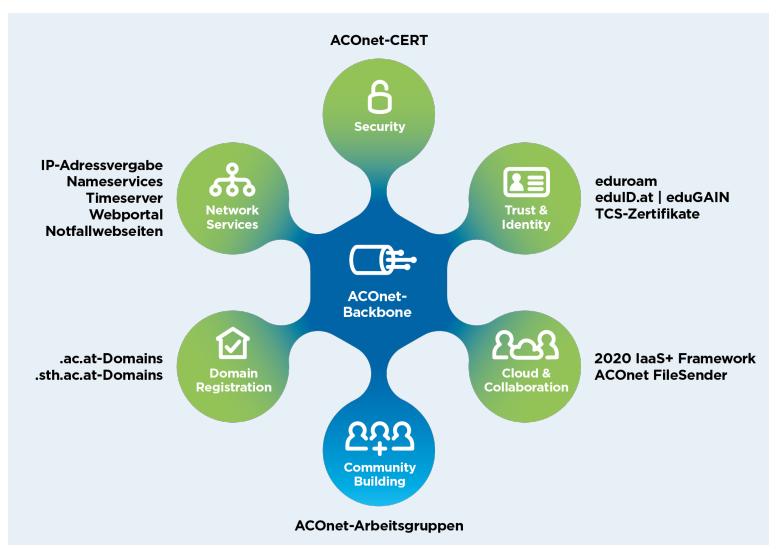 ACOnet-CERT
Security
IP-Adressvergabe
Nameservices
Timeserver
Webportal
Notfallwebseiten
Network
Services
Trust &
Identity
eduroam
eduID.at | eduGAIN
TCS-Zertifikate
ACOnet-
Backbone
.ac.at-Domains
.sth.ac.at-Domains
Domain
Registration
Cloud &
Collaboration
2020 IaaS+ Framework
ACOnet FileSender
Community
Building
ACOnet-Arbeitsgruppen